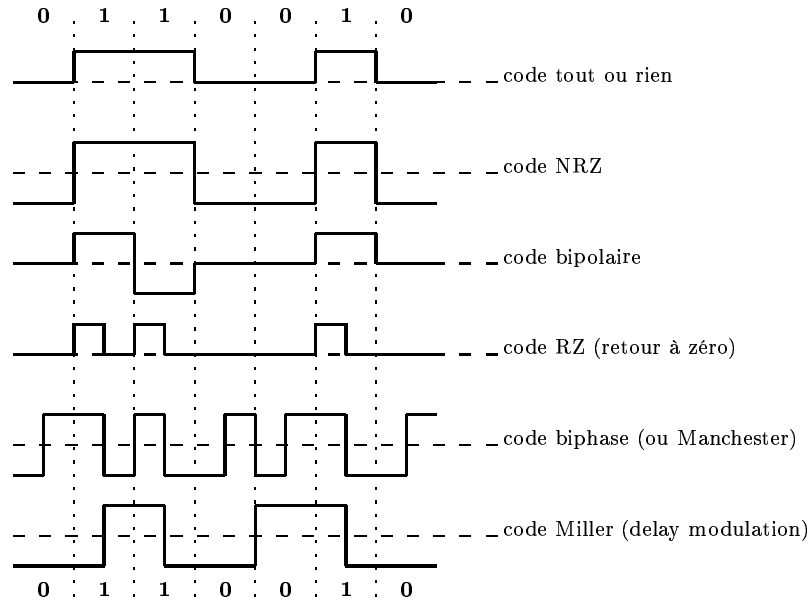 0 1 1 0 0 1 0
code tout ou rien
code NRZ
code bipolaire
code RZ (retour à zéro)
code biphase (ou Manchester)
code Miller (delay modulation)
0 1 1 0 0 1 0